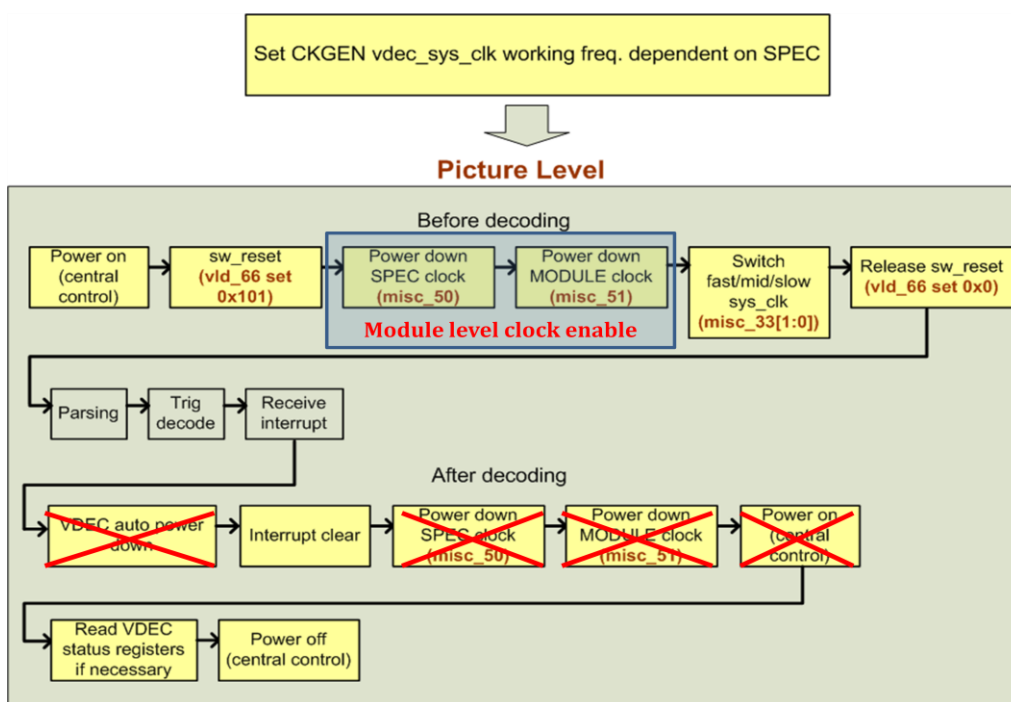 Set CKGEN vdec_sys_clk working freq. dependent on SPEC
Picture Level
Before decoding
Power on
(central
control)
sw_reset
(vld_66 set
0x101)
Power down
SPEC clock
(misc_50)
Power down
MODULE clock
(misc_51)
Module level clock enable
Switch
fast/mid/slow
sys_clk
(misc_33[1:0])
Release sw_reset
(vld_66 set 0x0)
Parsing
Trig
decode
Receive
interrupt
After decoding
VDEC auto power
down
Interrupt clear
Power down
SPEC clock
(misc_50)
Power down
MODULE clock
(misc_51)
Power on
(central
control)
Read VDEC
status registers
if necessary
Power off
(central control)